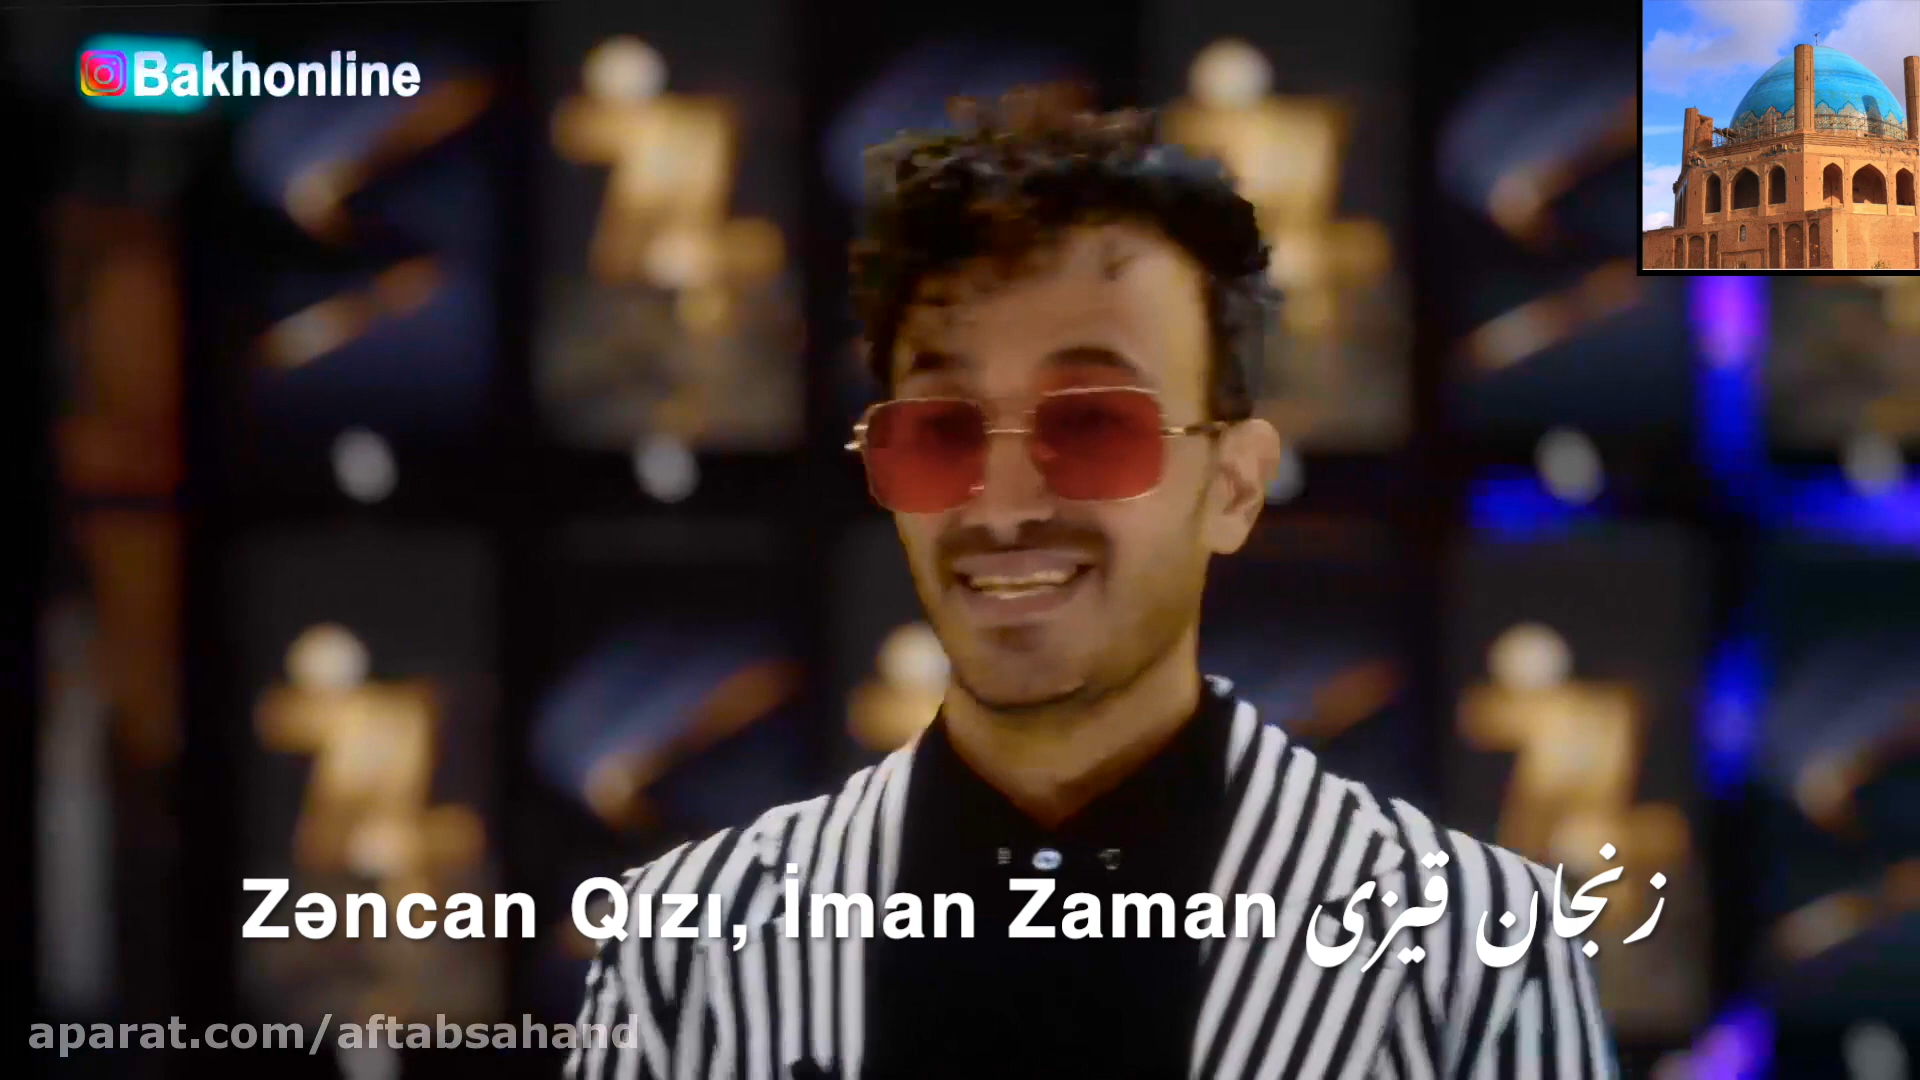 Bakhonline
Zəncan Qızı, İman Zaman زنجان قیزی
aparat.com/aftabsahand